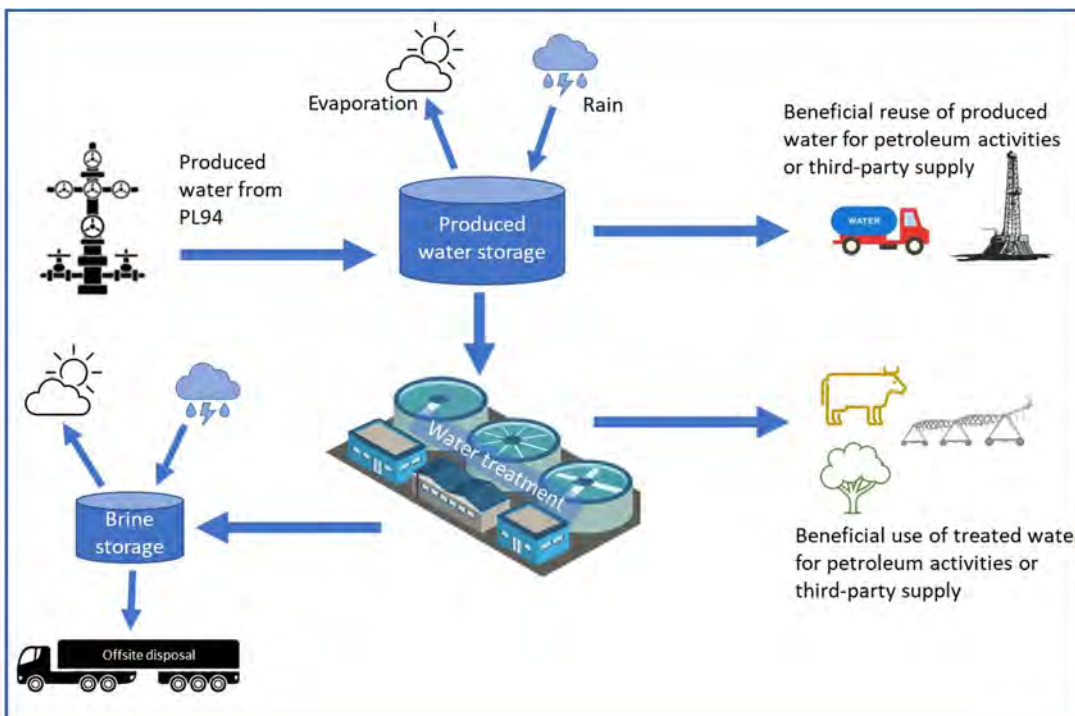 Evaporation
Rain
Produced
water from
PL94
Produced
water storage
Beneficial reuse of produced
water for petroleum activities
or third-party supply
WATER
Water treatment
Brine
storage
Beneficial use of treated water
for petroleum activities or
third-party supply
Offsite disposal